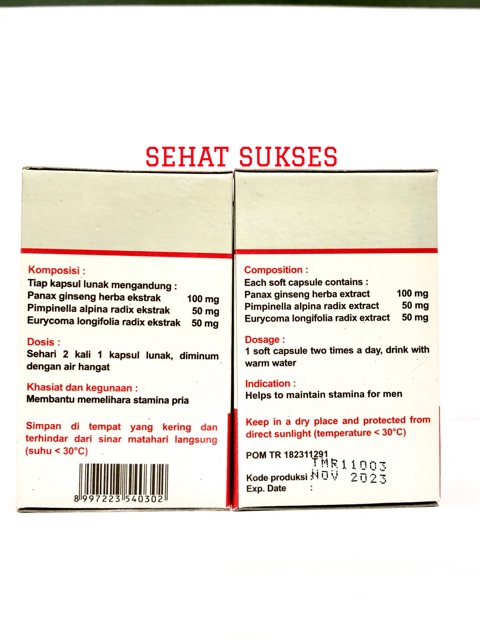 SEHAT SUKSES
Komposisi :
Tiap kapsul lunak mengandung :
Panax ginseng herba ekstrak 100 mg
Pimpinella alpina radix ekstrak 50 mg
Eurycoma longifolia radix ekstrak 50 mg
Dosis :
Sehari 2 kali 1 kapsul lunak, diminum
dengan air hangat
Khasiat dan kegunaan :
Membantu memelihara stamina pria
Simpan di tempat yang kering dan
terhindar dari sinar matahari langsung
(suhu < 30°C)
8 997223 540302
Composition :
Each soft capsule contains :
Panax ginseng herba extract 100 mg
Pimpinella alpina radix extract 50 mg
Eurycoma longifolia radix extract 50 mg
Dosage :
1 soft capsule two times a day, drink with
warm water
Indication :
Helps to maintain stamina for men
Keep in a dry place and protected from
direct sunlight (temperature < 30°C)
POM TR 182311291
Kode produksi : TMR11003
Exp. Date : NOV 2023